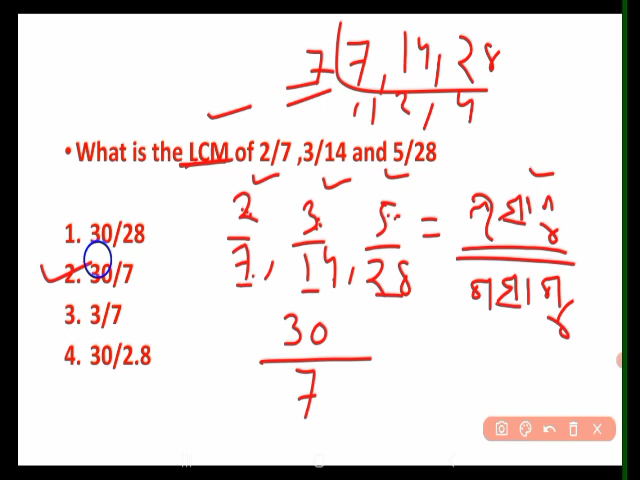 7 7, 14, 28
1, 2, 4
• What is the LCM of 2/7 ,3/14 and 5/28
2/7, 3/14, 5/28 =
1. 30/28
2. 30/7
3. 3/7
4. 30/2.8
30/7